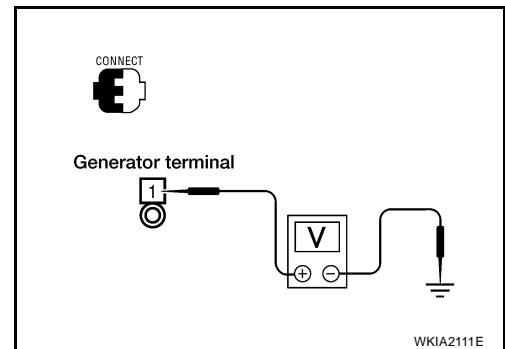 CONNECT
Generator terminal
1
V
+ −
WKIA2111E